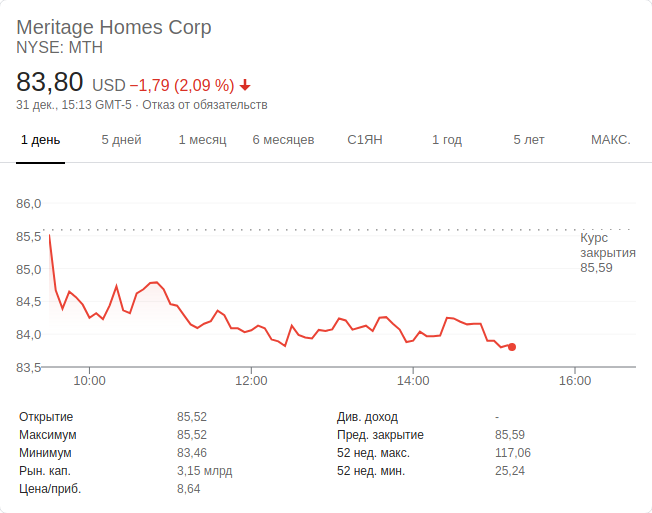 Meritage Homes Corp
NYSE: MTH
83,80 USD −1,79 (2,09 %)
31 дек., 15:13 GMT-5 · Отказ от обязательств
1 день 5 дней 1 месяц 6 месяцев С1ЯН 1 год 5 лет МАКС.
86,0
85,5
85,0
84,5
84,0
83,5
Курс
закрытия
85,59
10:00 12:00 14:00 16:00
Открытие 85,52 Див. доход -
Максимум 85,52 Пред. закрытие 85,59
Минимум 83,46 52 нед. макс. 117,06
Рын. кап. 3,15 млрд 52 нед. мин. 25,24
Цена/приб. 8,64